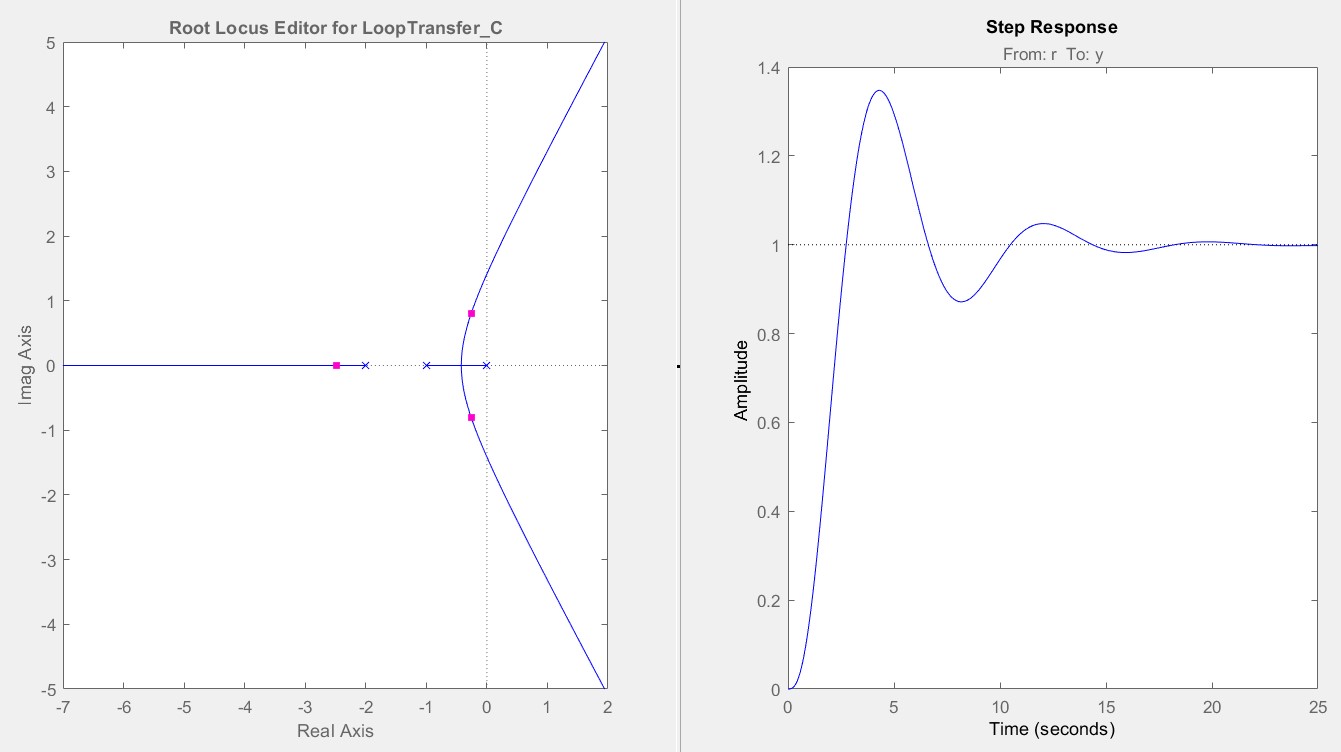 Root Locus Editor for LoopTransfer_C
5
4
3
2
1
0
-1
-2
-3
-4
-5
Imag Axis
-7 -6 -5 -4 -3 -2 -1 0 1 2
Real Axis
Step Response
From: r To: y
1.4
1.2
1
0.8
0.6
0.4
0.2
0
Amplitude
0 5 10 15 20 25
Time (seconds)